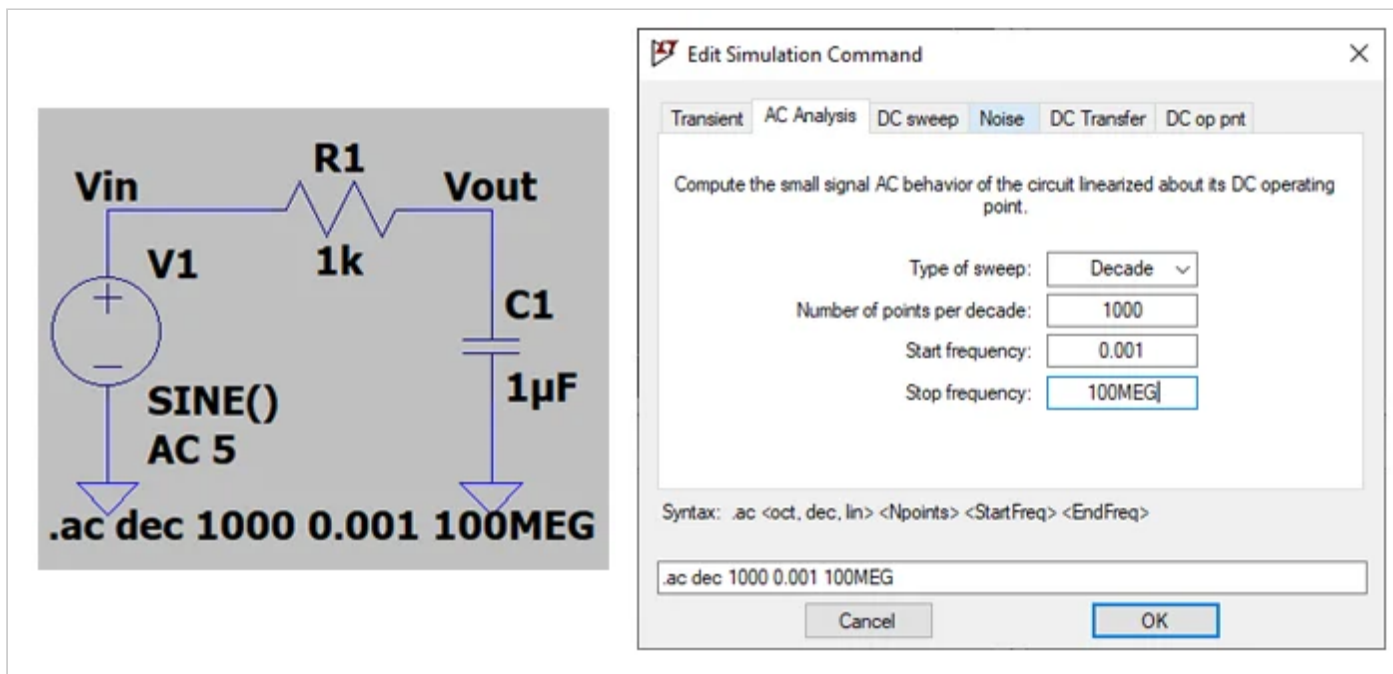 R1
Vin
Vout
V1
1k
C1
1µF
SINE()
AC 5
.ac dec 1000 0.001 100MEG
Edit Simulation Command
Transient AC Analysis DC sweep Noise DC Transfer DC op pnt
Compute the small signal AC behavior of the circuit linearized about its DC operating
point.
Type of sweep: Decade
Number of points per decade: 1000
Start frequency: 0.001
Stop frequency: 100MEG
Syntax: .ac <oct, dec, lin> <Npoints> <StartFreq> <EndFreq>
.ac dec 1000 0.001 100MEG
Cancel OK